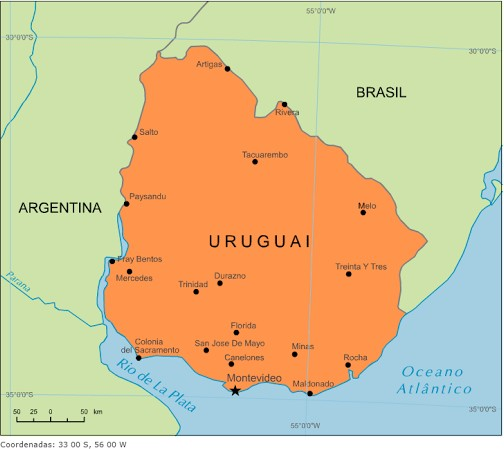 55°0'0"W
33°0'0"S
30°0'0"S
Artigas
BRASIL
Rivera
Salto
Tacuarembo
Paysandu
ARGENTINA
Melo
URUGUAI
Fray Bentos
Mercedes
Treinta Y Tres
Durazno
Trinidad
Parana
Florida
Colonia
del Sacramento
San Jose De Mayo
Minas
Canelones
Rocha
Rio de La Plata
Montevideo
Maldonado
Oceano
Atlântico
35°0'0"S
35°0'0"S
50 25 0 50 km
55°0'0"W
Coordenadas: 33 00 S, 56 00 W